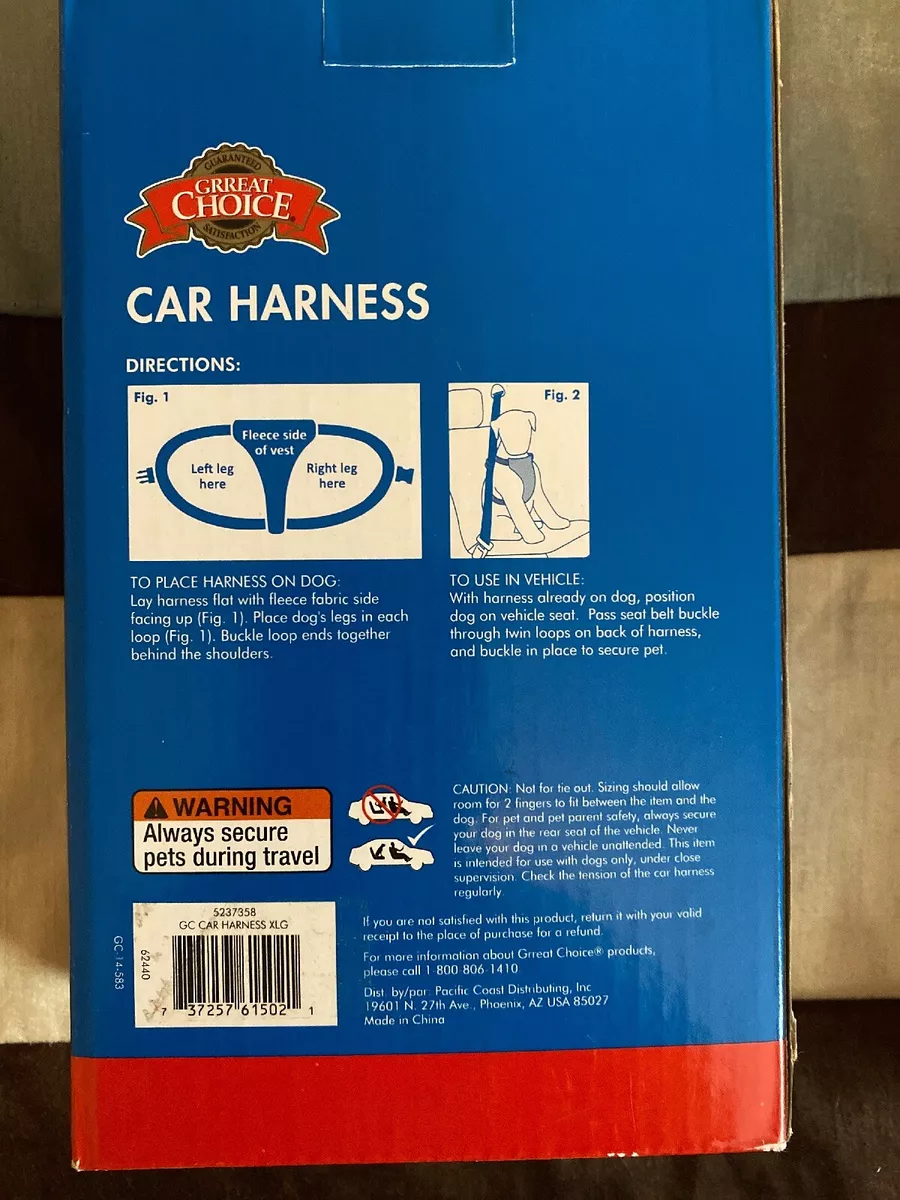 GUARANTEED
GRREAT
CHOICE
SATISFACTION
CAR HARNESS
DIRECTIONS:
Fig. 1
Fleece side
of vest
Left leg
here
Right leg
here
Fig. 2
TO PLACE HARNESS ON DOG:
Lay harness flat with fleece fabric side
facing up (Fig. 1). Place dog's legs in each
loop (Fig. 1). Buckle loop ends together
behind the shoulders.
TO USE IN VEHICLE:
With harness already on dog, position
dog on vehicle seat. Pass seat belt buckle
through twin loops on back of harness,
and buckle in place to secure pet.
WARNING
Always secure
pets during travel
CAUTION: Not for tie out. Sizing should allow
room for 2 fingers to fit between the item and the
dog. For pet and pet parent safety, always secure
your dog in the rear seat of the vehicle. Never
leave your dog in a vehicle unattended. This item
is intended for use with dogs only, under close
supervision. Check the tension of the car harness
regularly.
5237358
GC CAR HARNESS XLG
62440
7 37257 61502 1
GC 14-583
If you are not satisfied with this product, return it with your valid
receipt to the place of purchase for a refund.
For more information about Grreat Choice® products,
please call 1-800-806-1410.
Dist. by/par: Pacific Coast Distributing, Inc
19601 N. 27th Ave., Phoenix, AZ USA 85027
Made in China